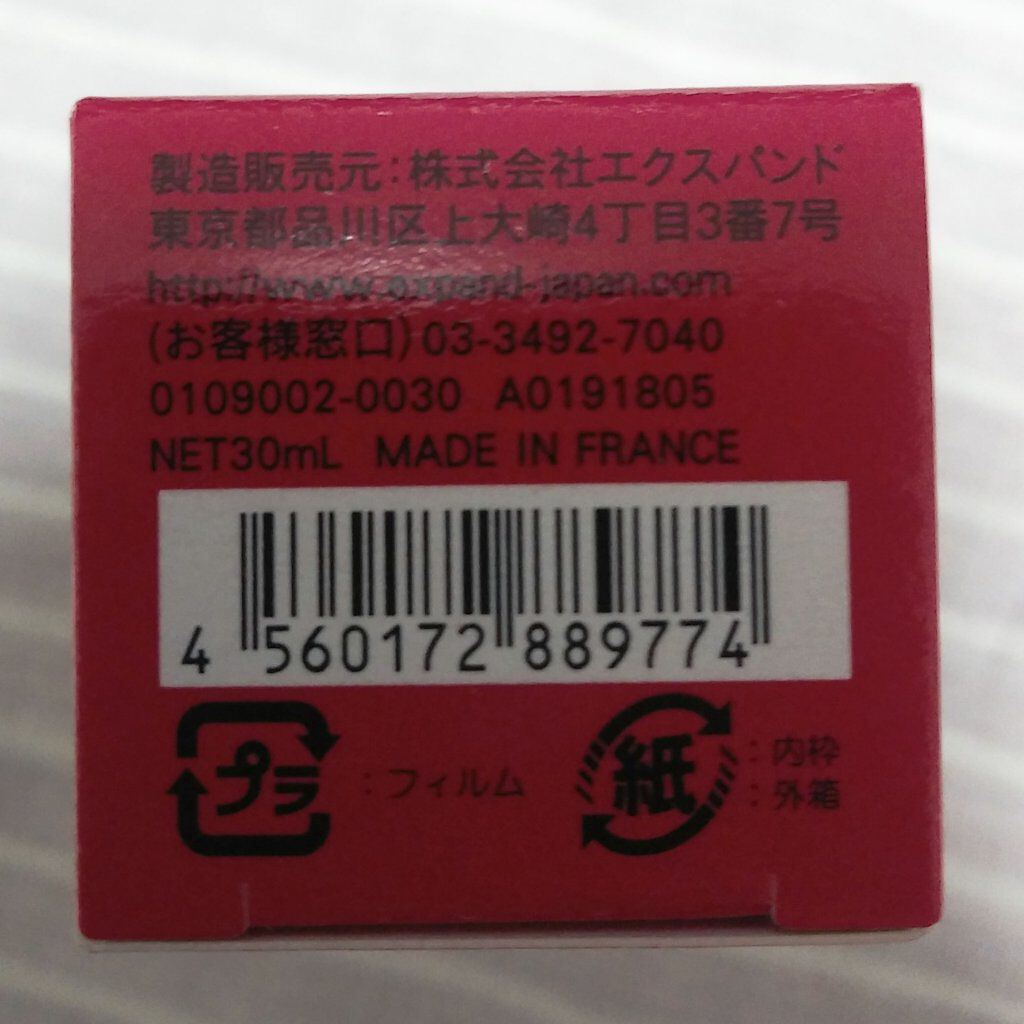 製造販売元:株式会社エクスパンド
東京都品川区上大崎4丁目3番7号
http://www.expand-japan.com
(お客様窓口)03-3492-7040
0109002-0030 A0191805
NET30mL MADE IN FRANCE
4 560172 889774
プラ :フィルム
紙 :内枠
:外箱